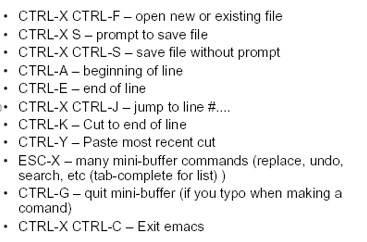 • CTRL-X CTRL-F – open new or existing file
• CTRL-X S – prompt to save file
• CTRL-X CTRL-S – save file without prompt
• CTRL-A – beginning of line
• CTRL-E – end of line
• CTRL-X CTRL-J – jump to line #....
• CTRL-K – Cut to end of line
• CTRL-Y – Paste most recent cut
• ESC-X – many mini-buffer commands (replace, undo,
search, etc (tab-complete for list) )
• CTRL-G – quit mini-buffer (if you typo when making a
comand)
• CTRL-X CTRL-C – Exit emacs